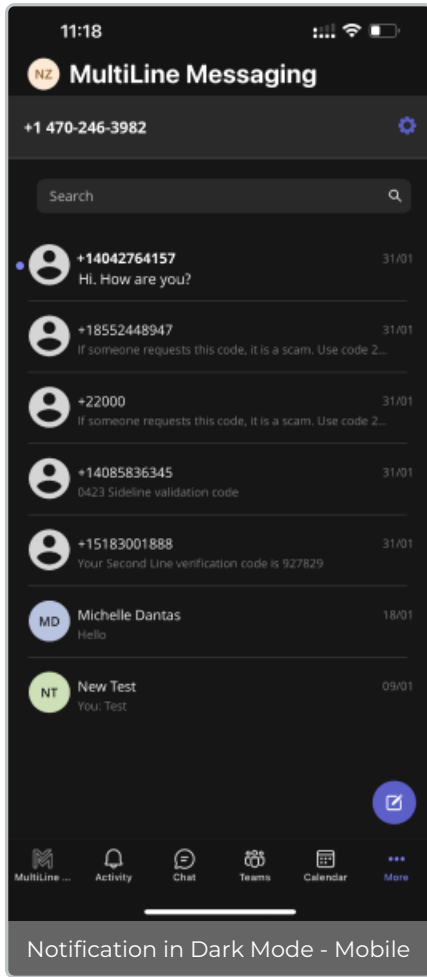 11:18
NZ MultiLine Messaging
+1 470-246-3982
Search
+14042764157 31/01
Hi. How are you?
+18552448947 31/01
If someone requests this code, it is a scam. Use code 2...
+22000 31/01
If someone requests this code, it is a scam. Use code 2...
+14085836345 31/01
0423 Sideline validation code
+15183001888 31/01
Your Second Line verification code is 927829
MD Michelle Dantas 18/01
Hello
NT New Test 09/01
You: Test
MultiLine ... Activity Chat Teams Calendar More
Notification in Dark Mode - Mobile